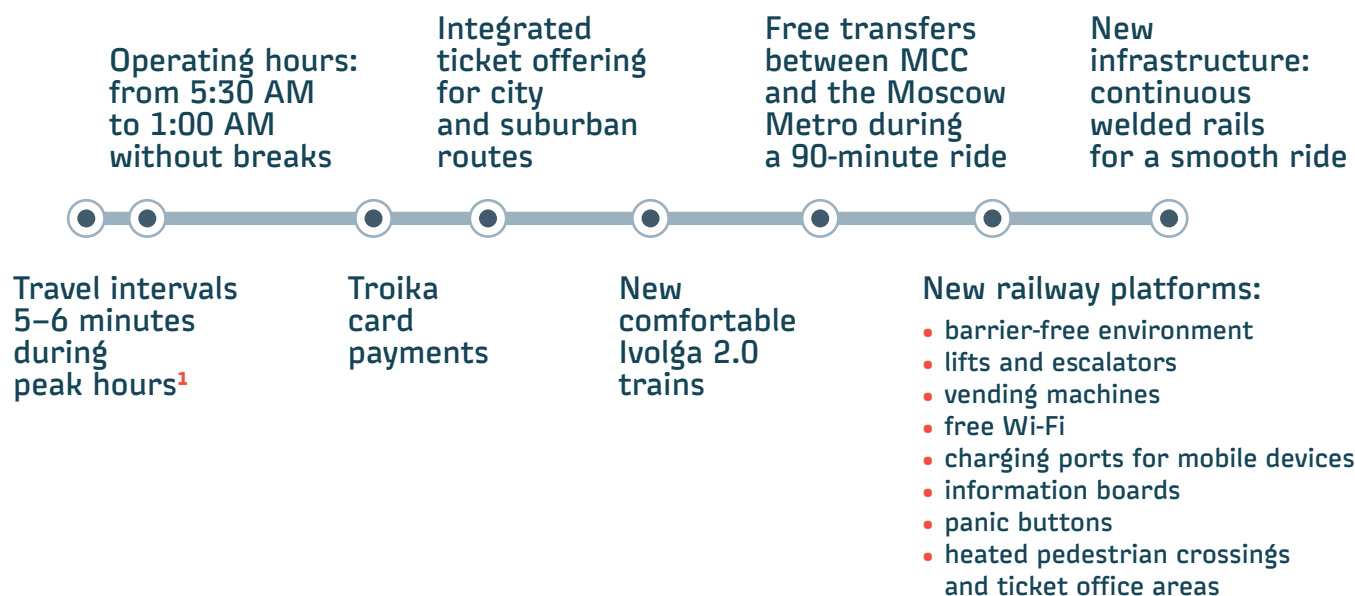 Operating hours:
from 5:30 AM
to 1:00 AM
without breaks
Integrated
ticket offering
for city
and suburban
routes
Free transfers
between MCC
and the Moscow
Metro during
a 90-minute ride
New
infrastructure:
continuous
welded rails
for a smooth ride
Travel intervals
5–6 minutes
during
peak hours¹
Troika
card
payments
New
comfortable
Ivolga 2.0
trains
New railway platforms:
• barrier-free environment
• lifts and escalators
• vending machines
• free Wi-Fi
• charging ports for mobile devices
• information boards
• panic buttons
• heated pedestrian crossings
and ticket office areas